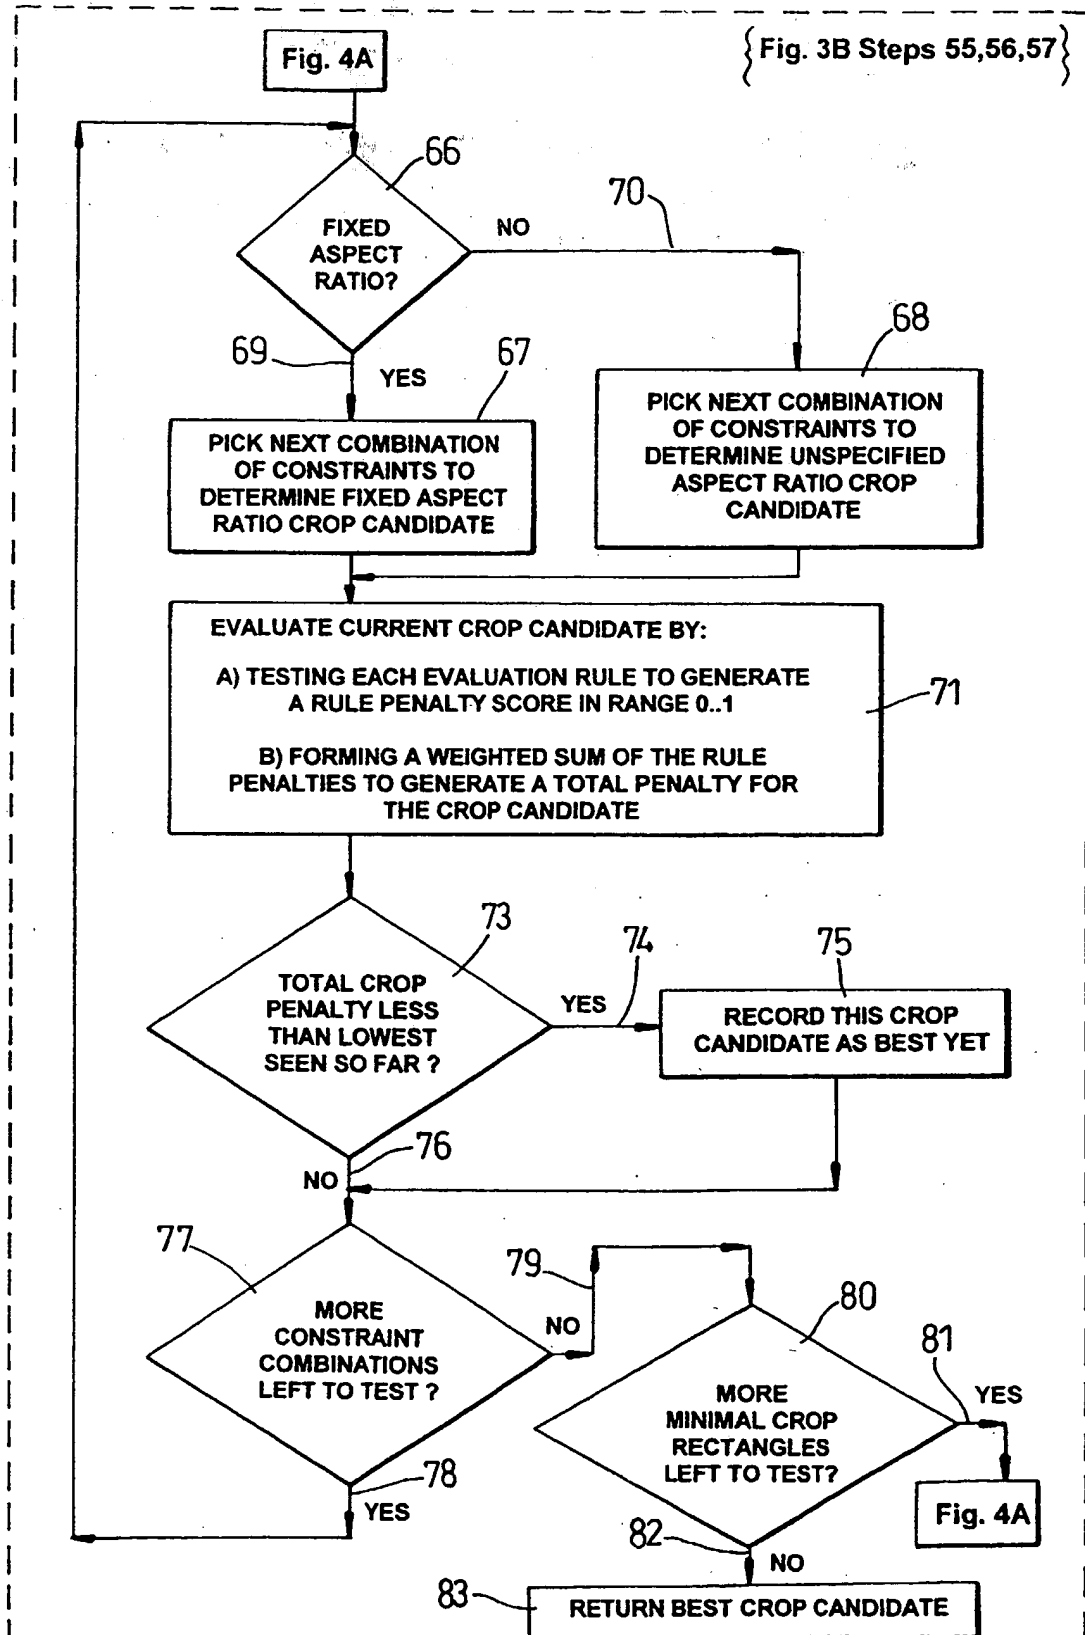 Fig. 4A
{Fig. 3B Steps 55,56,57}
66
FIXED
ASPECT
RATIO?
NO
70
69
YES
67
68
PICK NEXT COMBINATION
OF CONSTRAINTS TO
DETERMINE FIXED ASPECT
RATIO CROP CANDIDATE
PICK NEXT COMBINATION
OF CONSTRAINTS TO
DETERMINE UNSPECIFIED
ASPECT RATIO CROP
CANDIDATE
EVALUATE CURRENT CROP CANDIDATE BY:
A) TESTING EACH EVALUATION RULE TO GENERATE
A RULE PENALTY SCORE IN RANGE 0..1
B) FORMING A WEIGHTED SUM OF THE RULE
PENALTIES TO GENERATE A TOTAL PENALTY FOR
THE CROP CANDIDATE
71
73
TOTAL CROP
PENALTY LESS
THAN LOWEST
SEEN SO FAR ?
YES
74
75
RECORD THIS CROP
CANDIDATE AS BEST YET
76
NO
77
MORE
CONSTRAINT
COMBINATIONS
LEFT TO TEST ?
NO
79
78
YES
80
MORE
MINIMAL CROP
RECTANGLES
LEFT TO TEST?
81
YES
Fig. 4A
82
NO
83
RETURN BEST CROP CANDIDATE